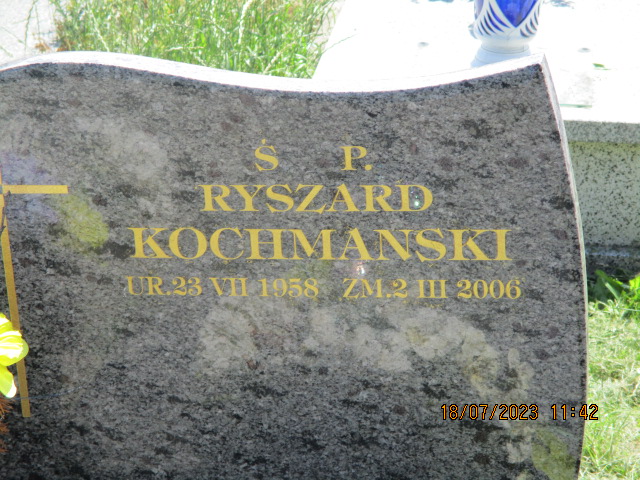 Ś P.
RYSZARD
KOCHMANSKI
UR.23 VII 1958 ZM.2 III 2006
18/07/2023 11:42